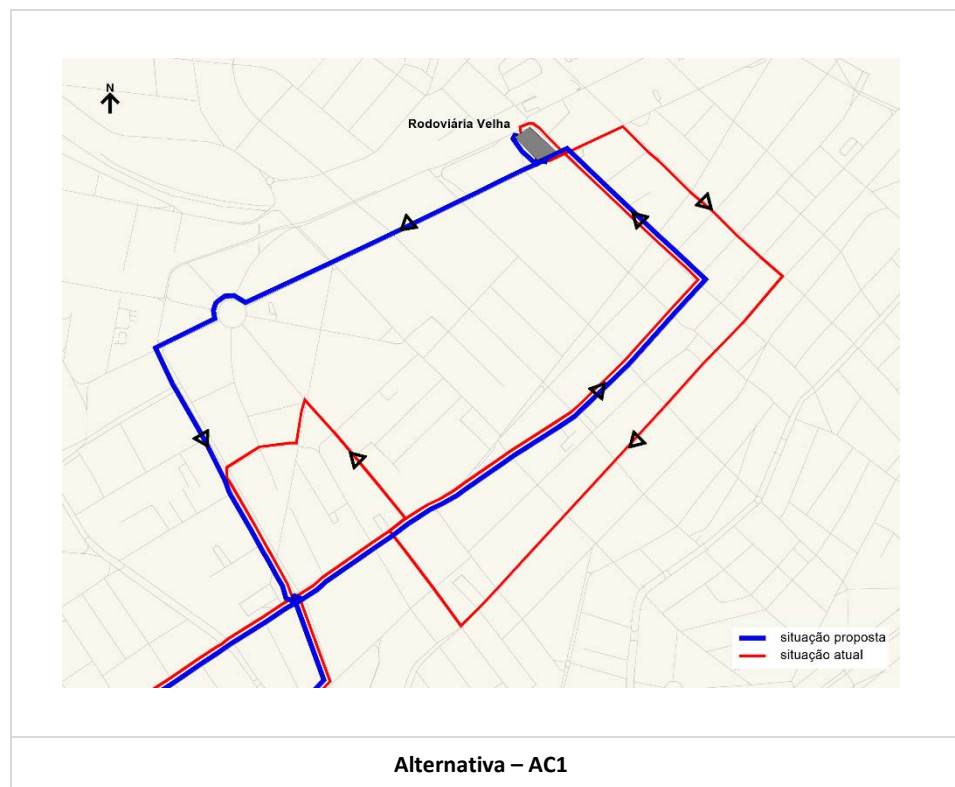 N
Rodoviária Velha
situação proposta
situação atual
Alternativa – AC1